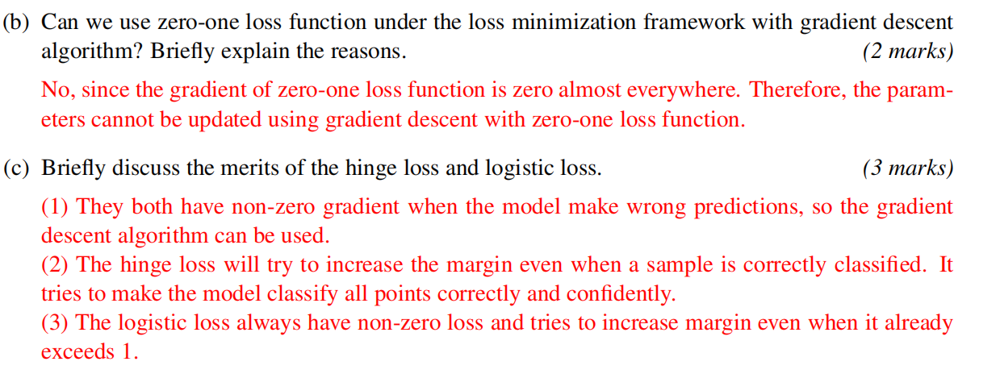 (b) Can we use zero-one loss function under the loss minimization framework with gradient descent
algorithm? Briefly explain the reasons. (2 marks)
No, since the gradient of zero-one loss function is zero almost everywhere. Therefore, the param-
eters cannot be updated using gradient descent with zero-one loss function.
(c) Briefly discuss the merits of the hinge loss and logistic loss. (3 marks)
(1) They both have non-zero gradient when the model make wrong predictions, so the gradient
descent algorithm can be used.
(2) The hinge loss will try to increase the margin even when a sample is correctly classified. It
tries to make the model classify all points correctly and confidently.
(3) The logistic loss always have non-zero loss and tries to increase margin even when it already
exceeds 1.